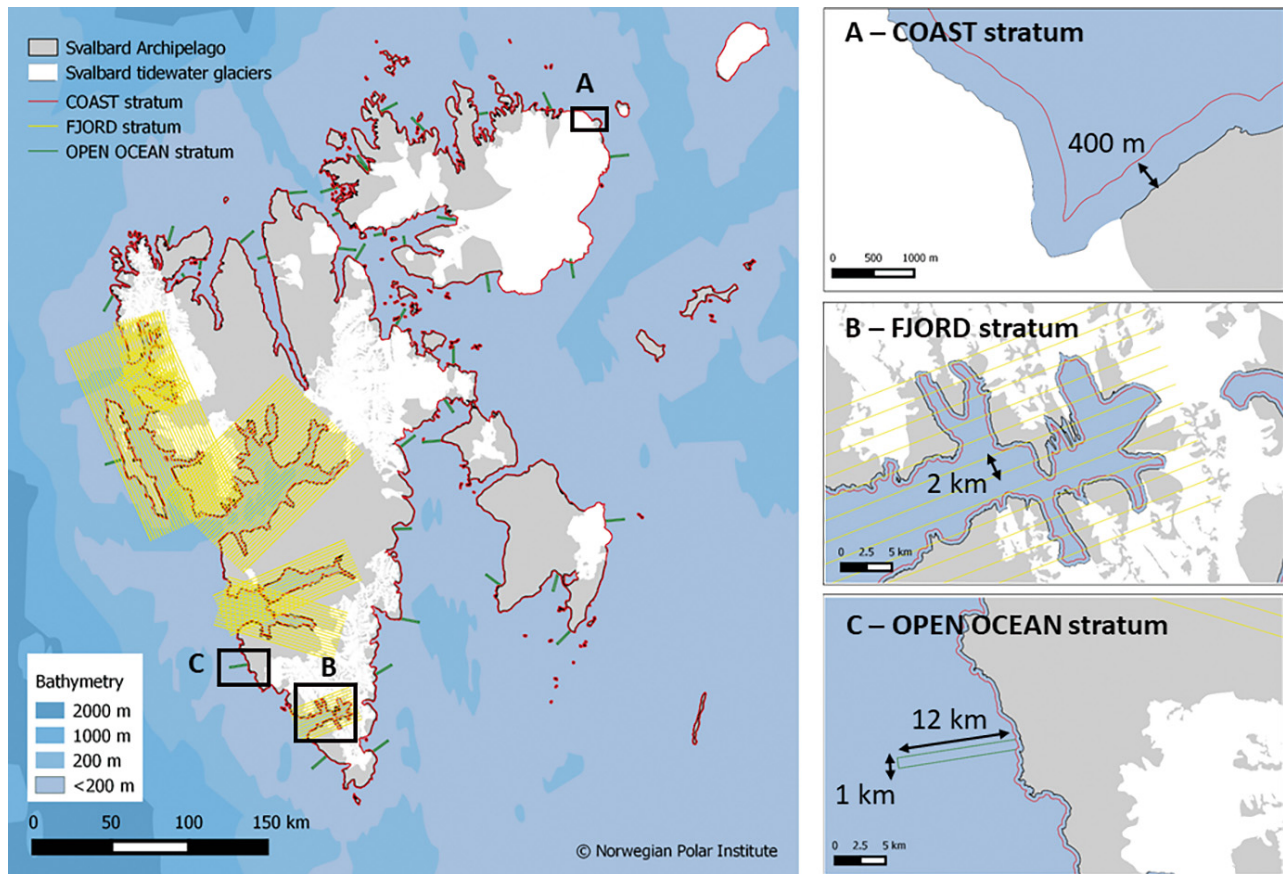 Svalbard Archipelago
Svalbard tidewater glaciers
COAST stratum
FJORD stratum
OPEN OCEAN stratum
A
C
B
Bathymetry
2000 m
1000 m
200 m
<200 m
0 50 100 150 km
© Norwegian Polar Institute
A – COAST stratum
400 m
0 500 1000 m
B – FJORD stratum
2 km
0 2.5 5 km
C – OPEN OCEAN stratum
12 km
1 km
0 2.5 5 km